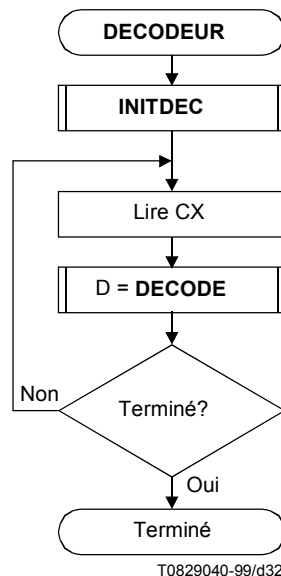 DECODEUR
INITDEC
Lire CX
D = DECODE
Non
Terminé?
Oui
Terminé
T0829040-99/d32